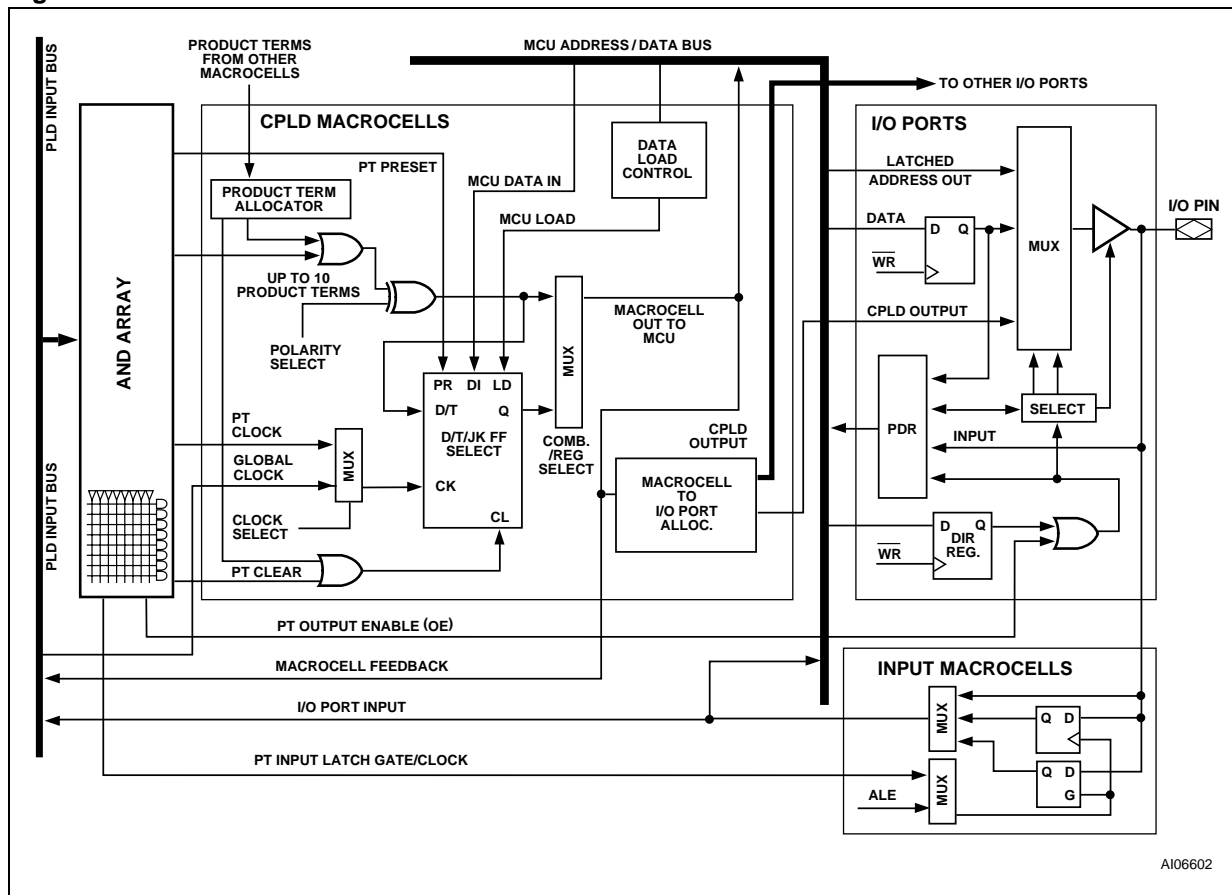 PLD INPUT BUS
PRODUCT TERMS
FROM OTHER
MACROCELLS
MCU ADDRESS / DATA BUS
TO OTHER I/O PORTS
AND ARRAY
CPLD MACROCELLS
PT PRESET
PRODUCT TERM
ALLOCATOR
MCU DATA IN
MCU LOAD
DATA
LOAD
CONTROL
UP TO 10
PRODUCT TERMS
POLARITY
SELECT
PR DI LD
D/T Q
D/T/JK FF
SELECT
CK
CL
MUX
COMB.
/REG
SELECT
MACROCELL
OUT TO
MCU
PT
CLOCK
GLOBAL
CLOCK
MUX
CLOCK
SELECT
PT CLEAR
CPLD
OUTPUT
MACROCELL
TO
I/O PORT
ALLOC.
I/O PORTS
LATCHED
ADDRESS OUT
DATA
D Q
WR
MUX
I/O PIN
CPLD OUTPUT
PDR
SELECT
INPUT
D Q
DIR
REG.
WR
PLD INPUT BUS
PT OUTPUT ENABLE (OE)
MACROCELL FEEDBACK
I/O PORT INPUT
PT INPUT LATCH GATE/CLOCK
INPUT MACROCELLS
MUX
Q D
Q D
G
MUX
ALE
AI06602